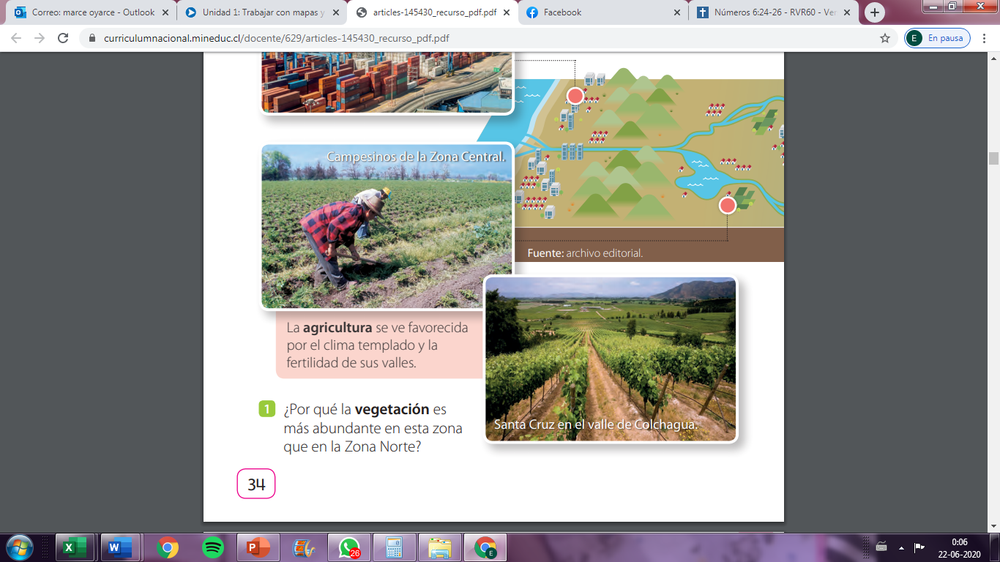 Correo: marce oyarce - Outlook
Unidad 1: Trabajar con mapas y
articles-145430_recurso_pdf.pdf
Facebook
Números 6:24-26 - RVR60 - Ver
curriculumnacional.mineduc.cl/docente/629/articles-145430_recurso_pdf.pdf
E
En pausa
Campesinos de la Zona Central.
Fuente: archivo editorial.
La agricultura se ve favorecida
por el clima templado y la
fertilidad de sus valles.
Santa Cruz en el valle de Colchagua.
1 ¿Por qué la vegetación es
más abundante en esta zona
que en la Zona Norte?
34
26
E
0:06
22-06-2020